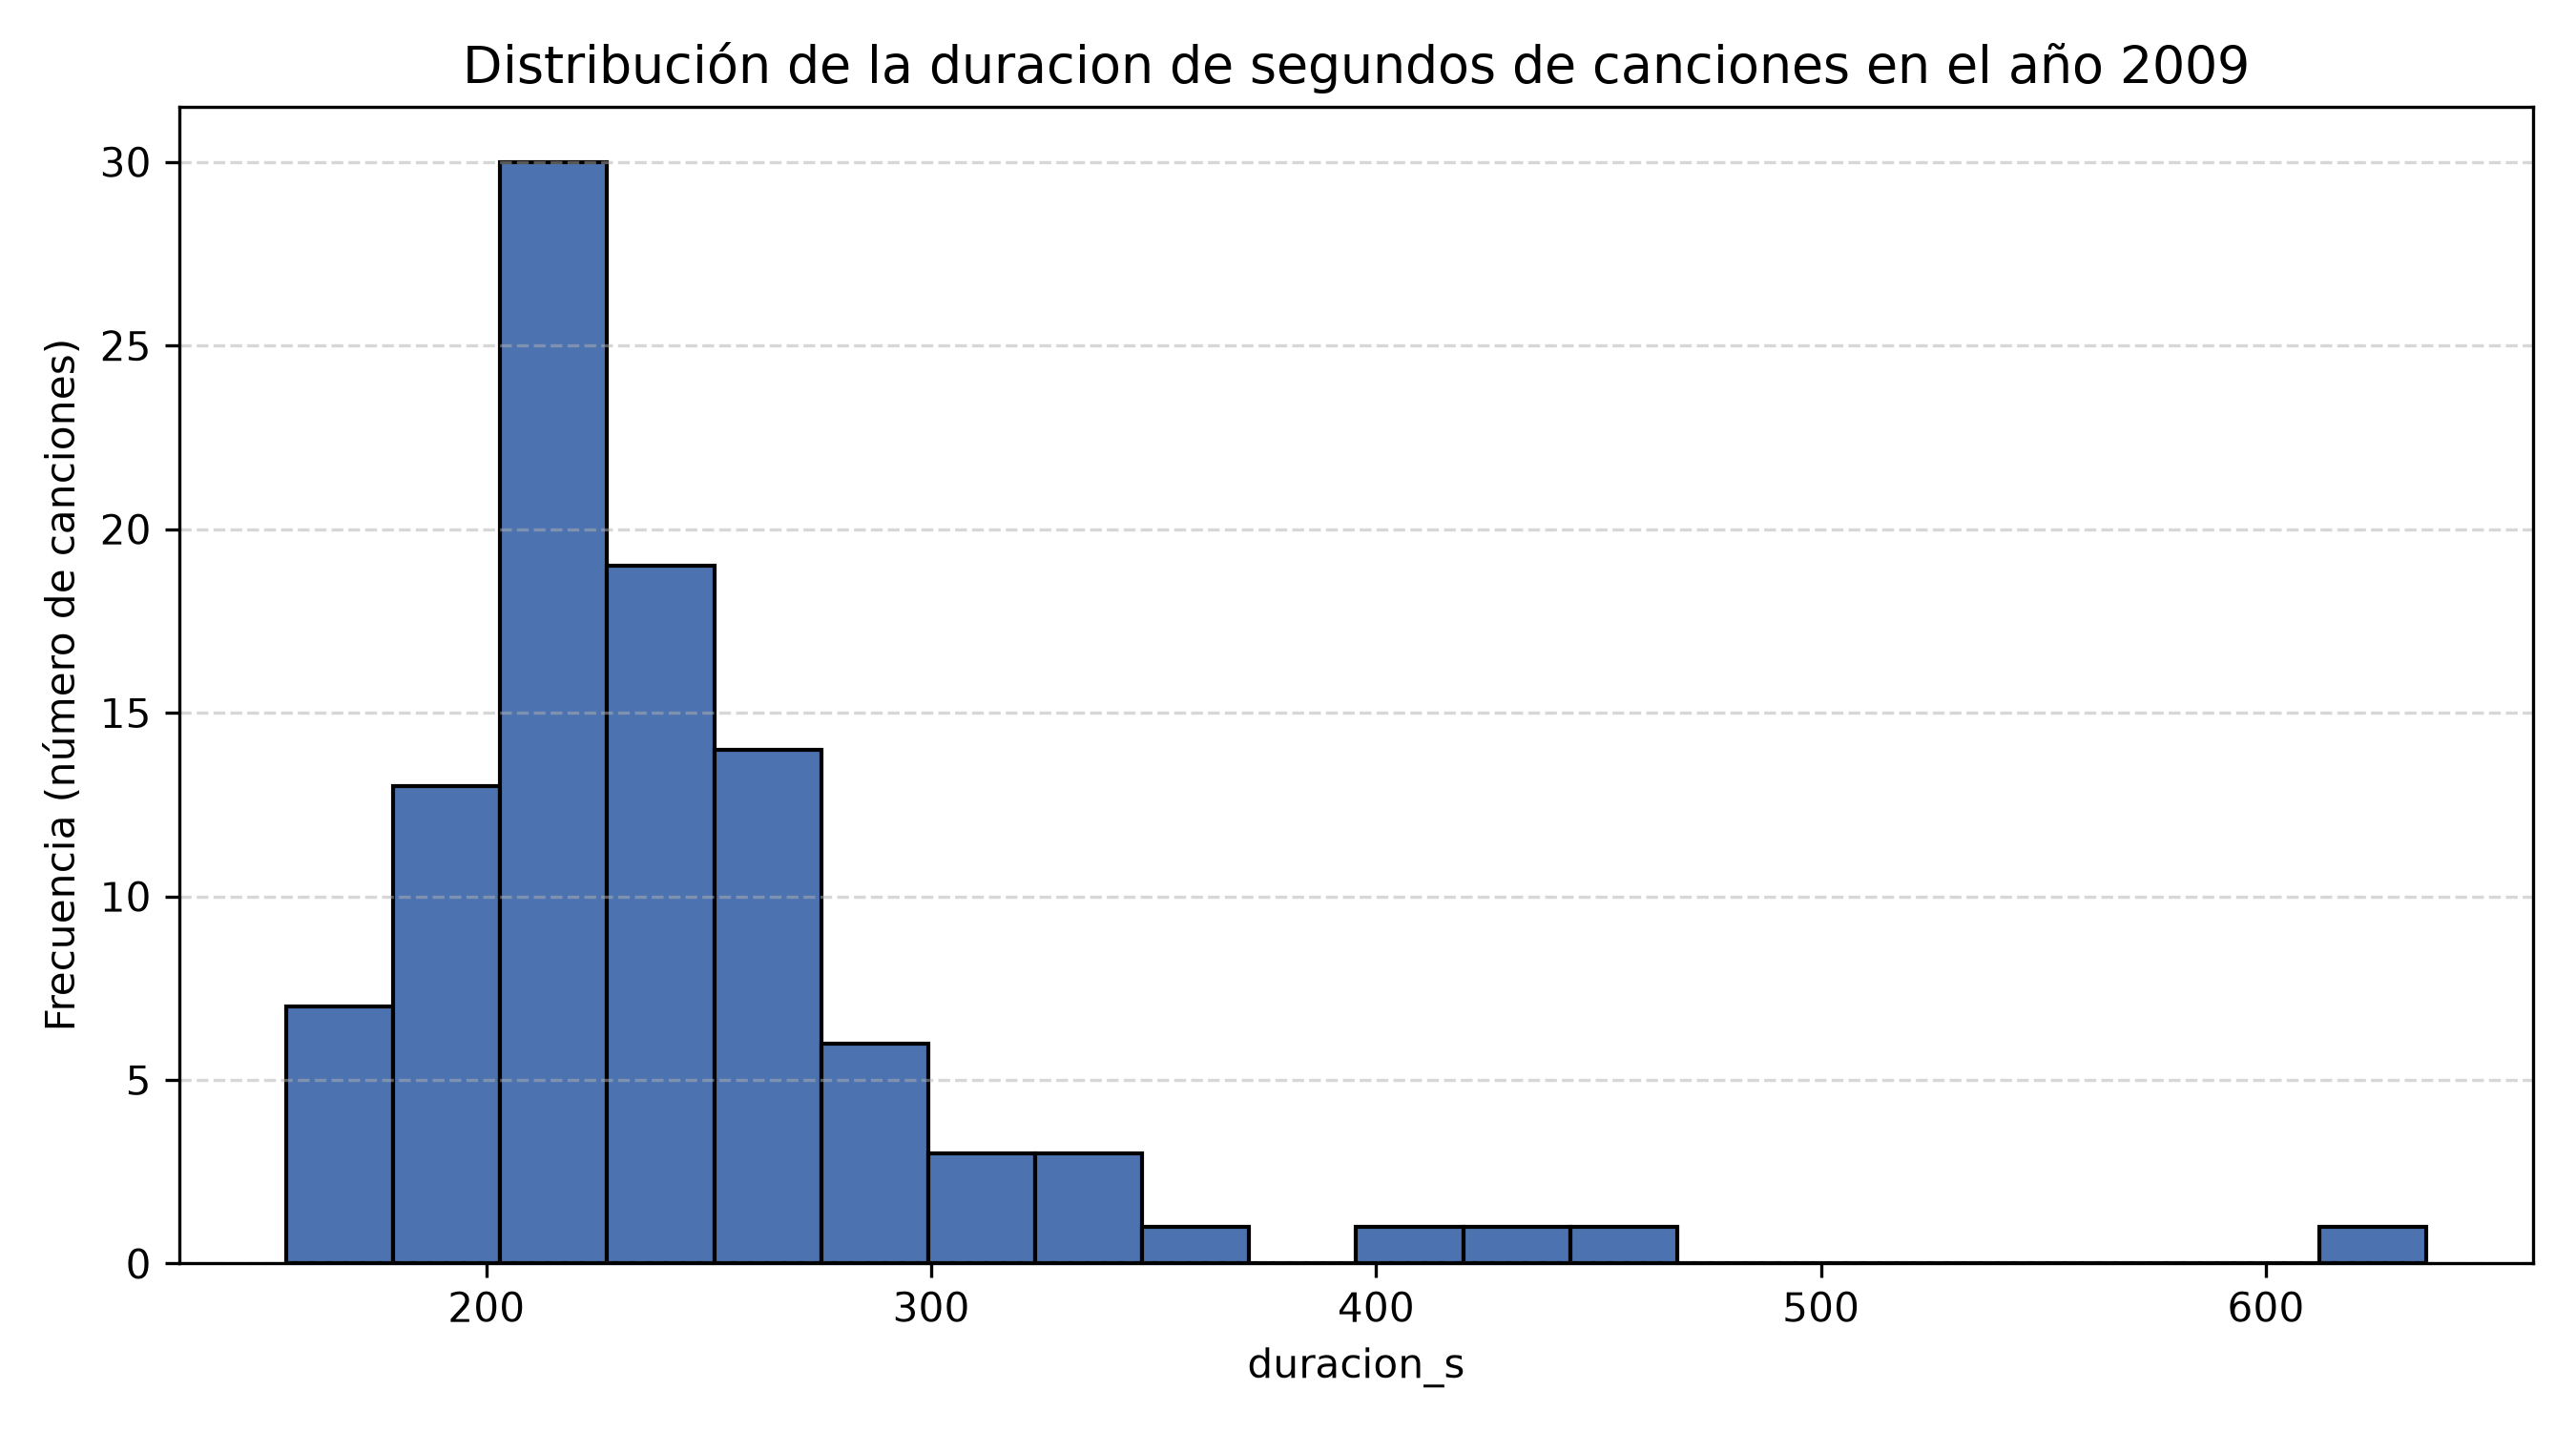 Distribución de la duracion de segundos de canciones en el año 2009
Frecuencia (número de canciones)
30
25
20
15
10
5
0
200 300 400 500 600
duracion_s